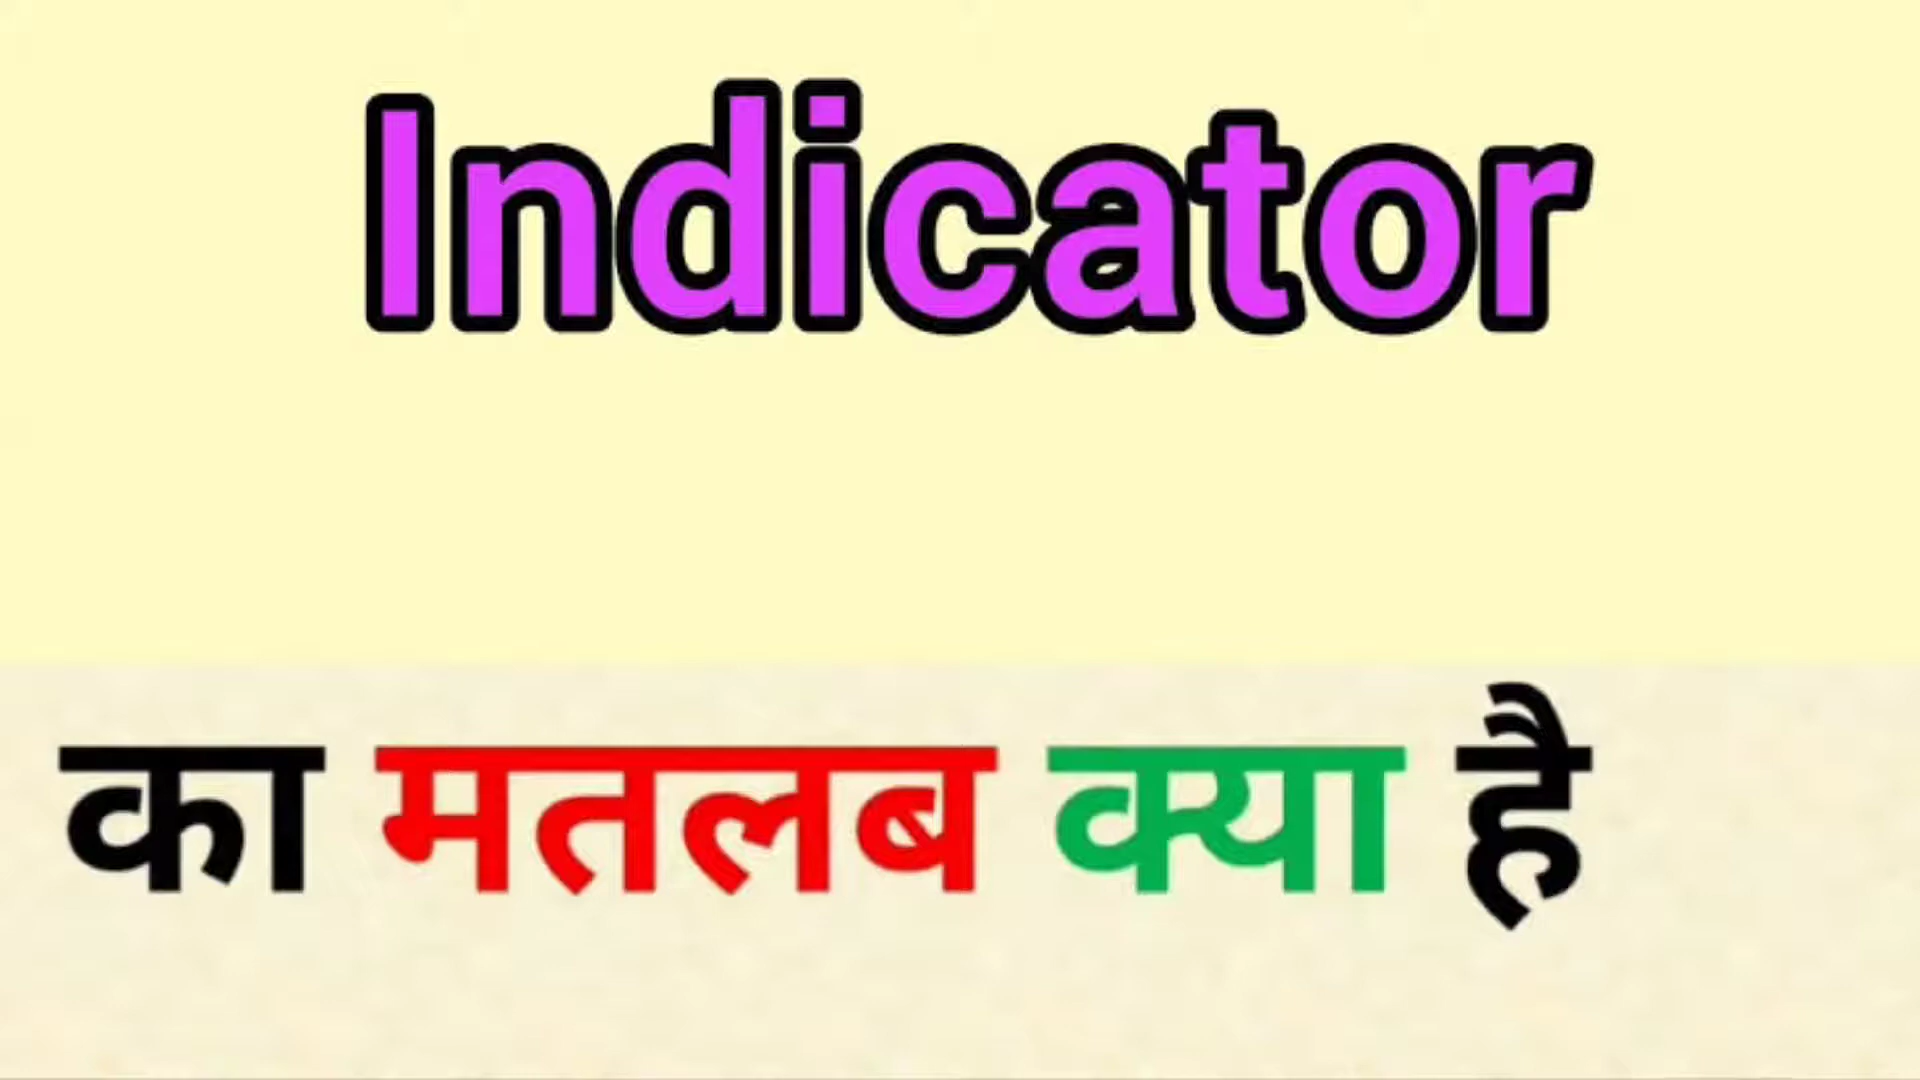 Indicator
का मतलब क्या है